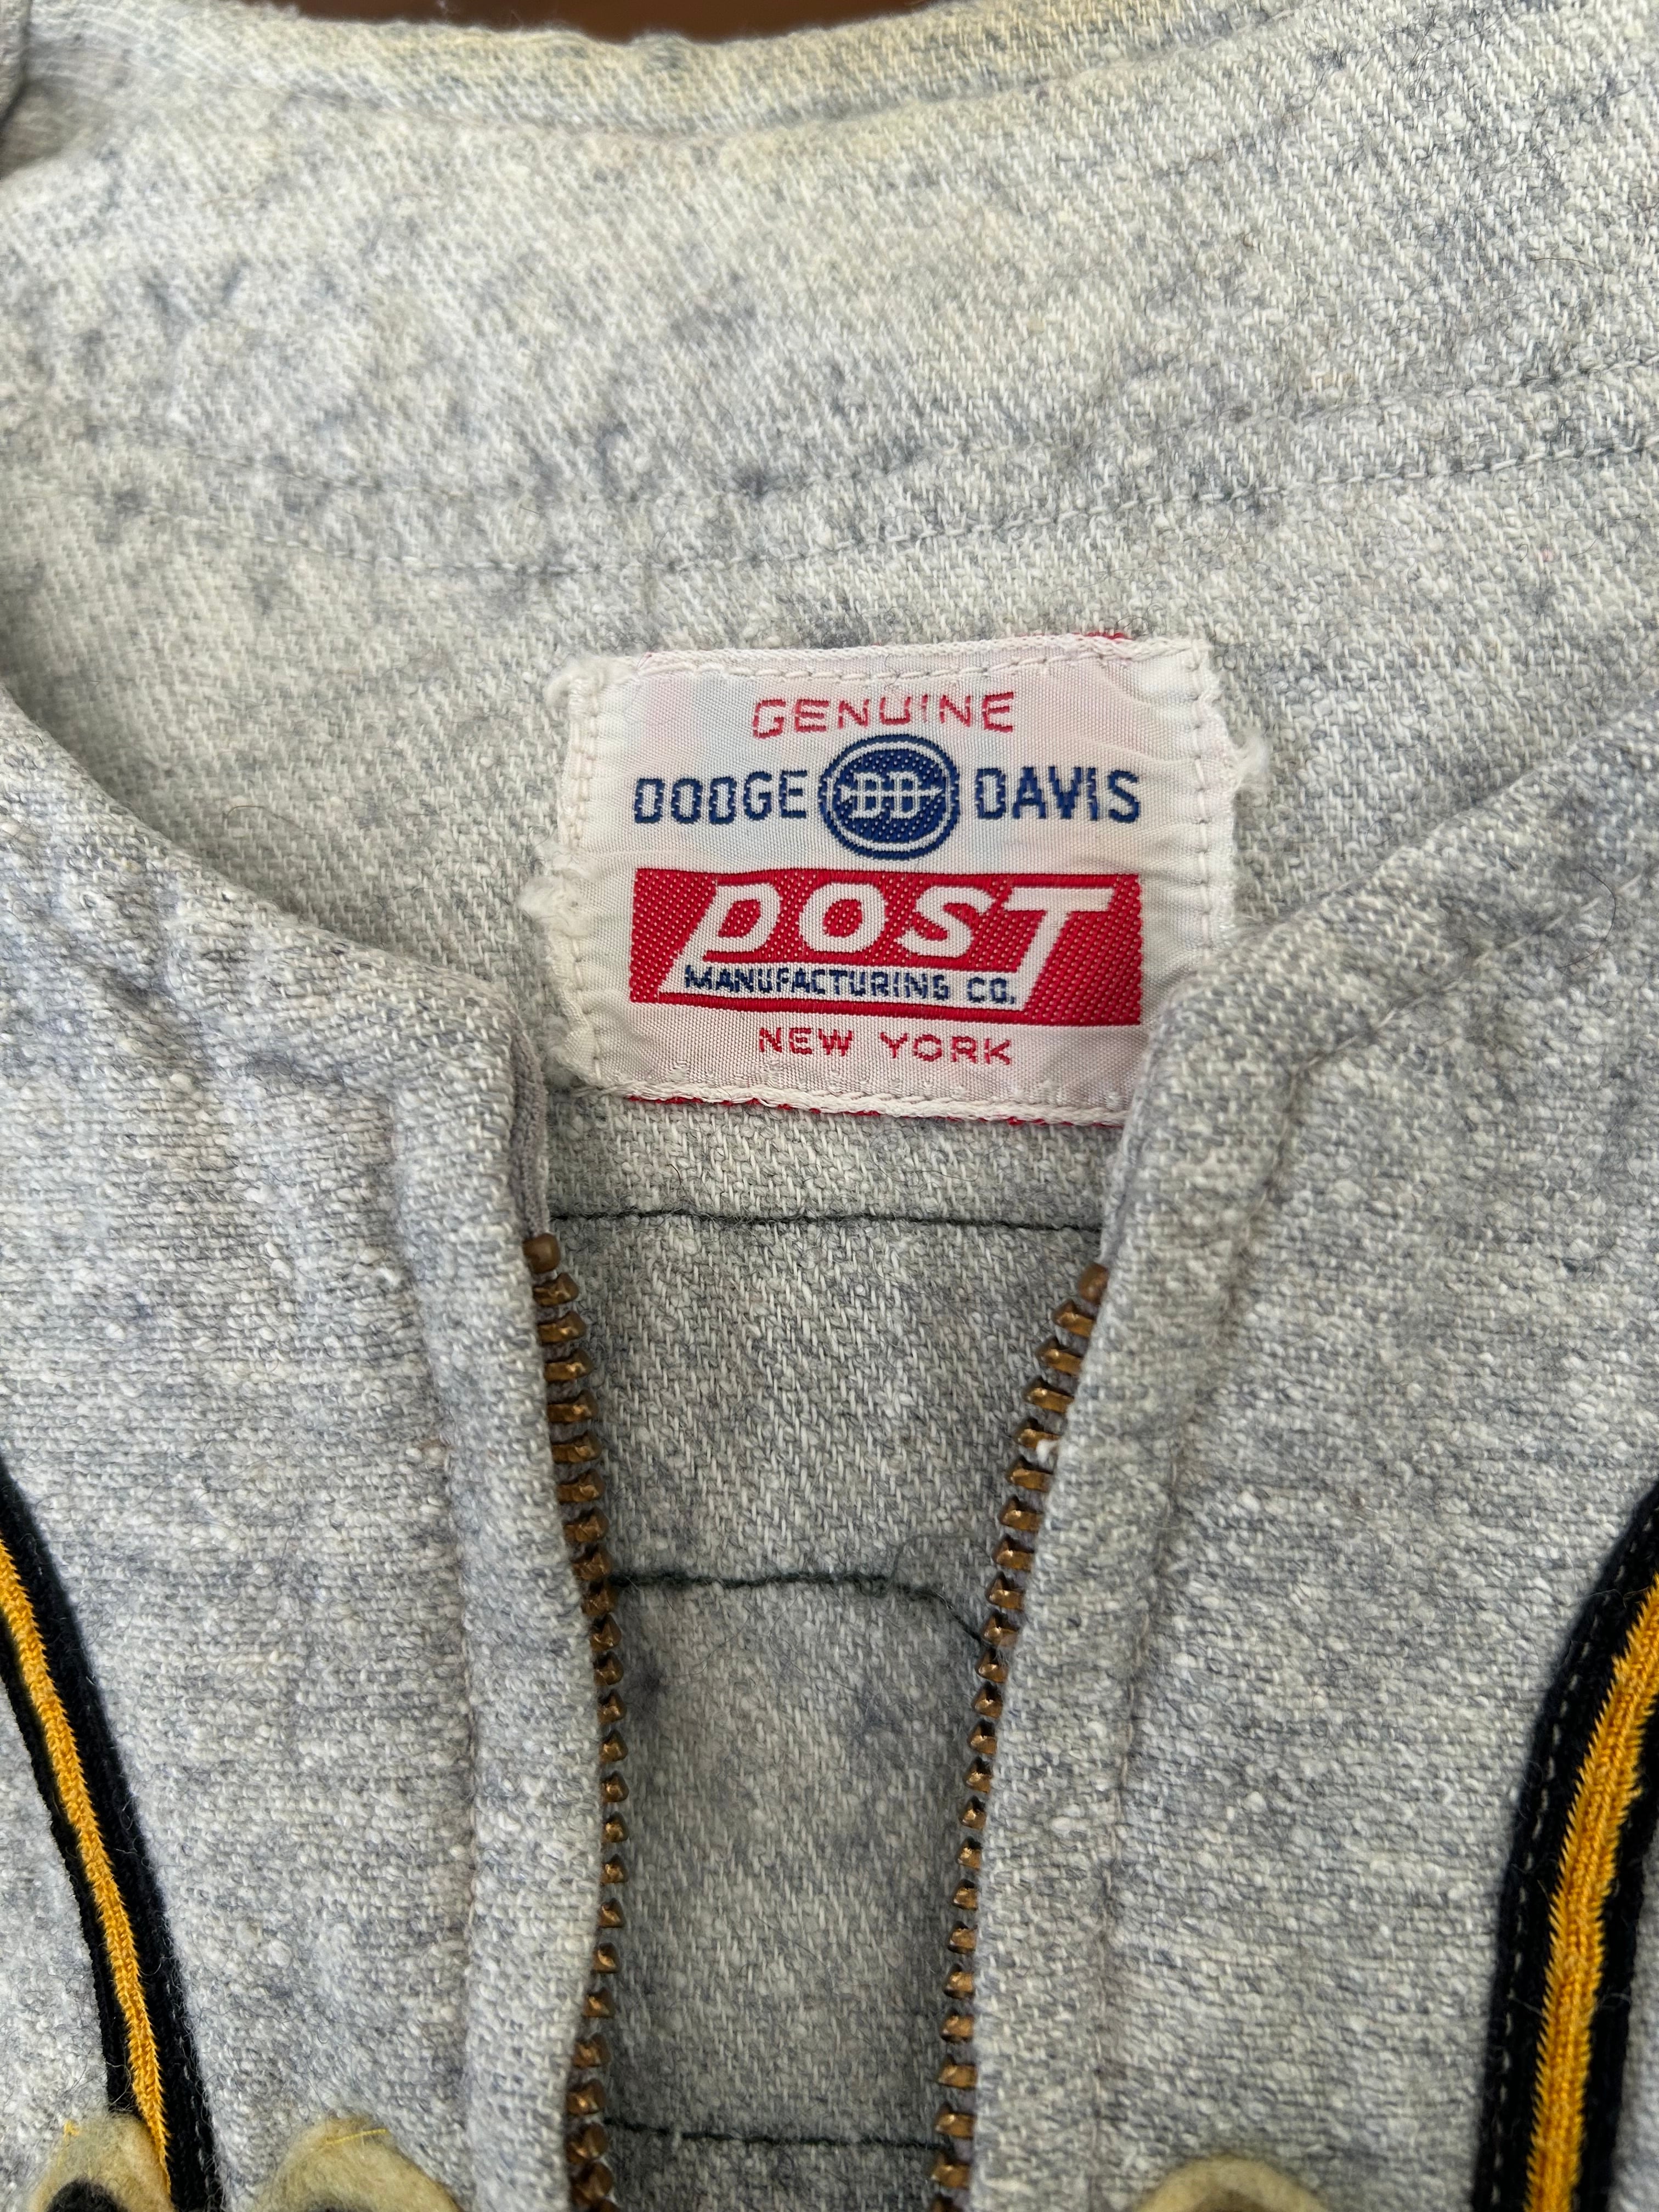 GENUINE
DODGE DD DAVIS
POST
MANUFACTURING CO.
NEW YORK